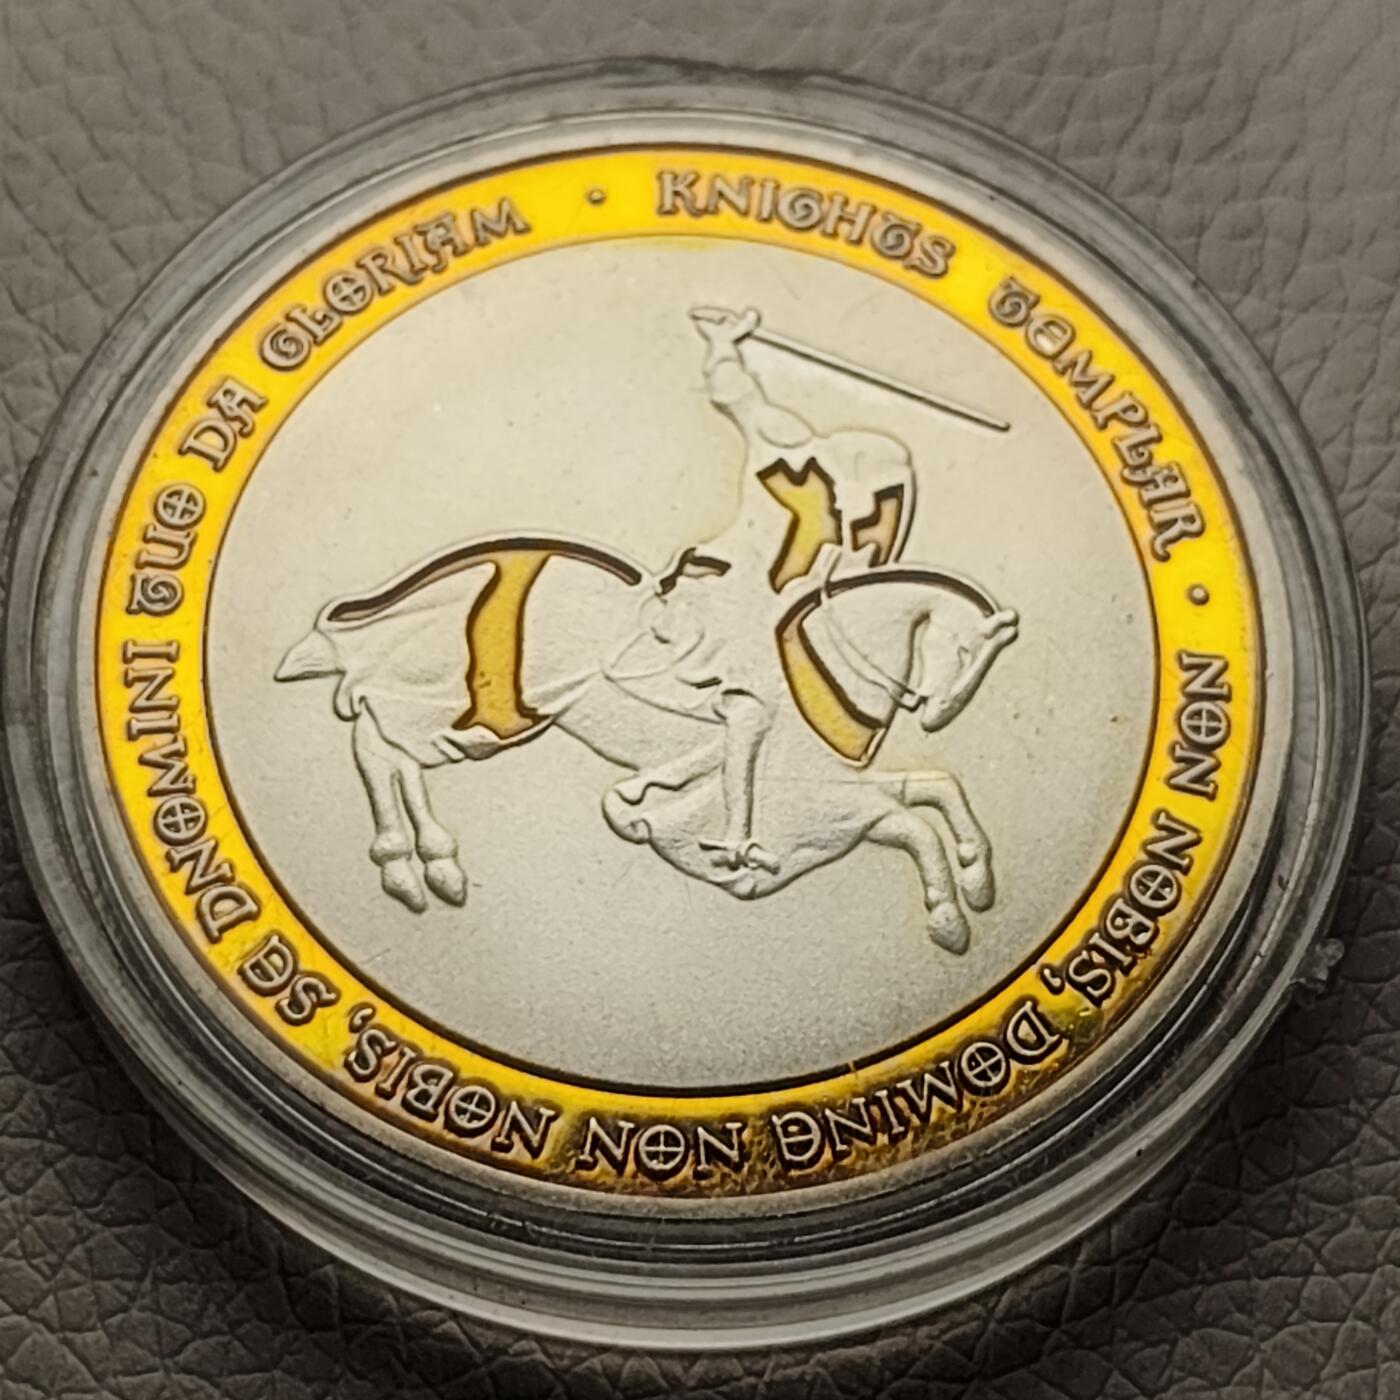 KNIGHTS TEMPLAR · NON NOBIS, DOMINE NON NOBIS, SED NOMINI TUO DA GLORIAM ·